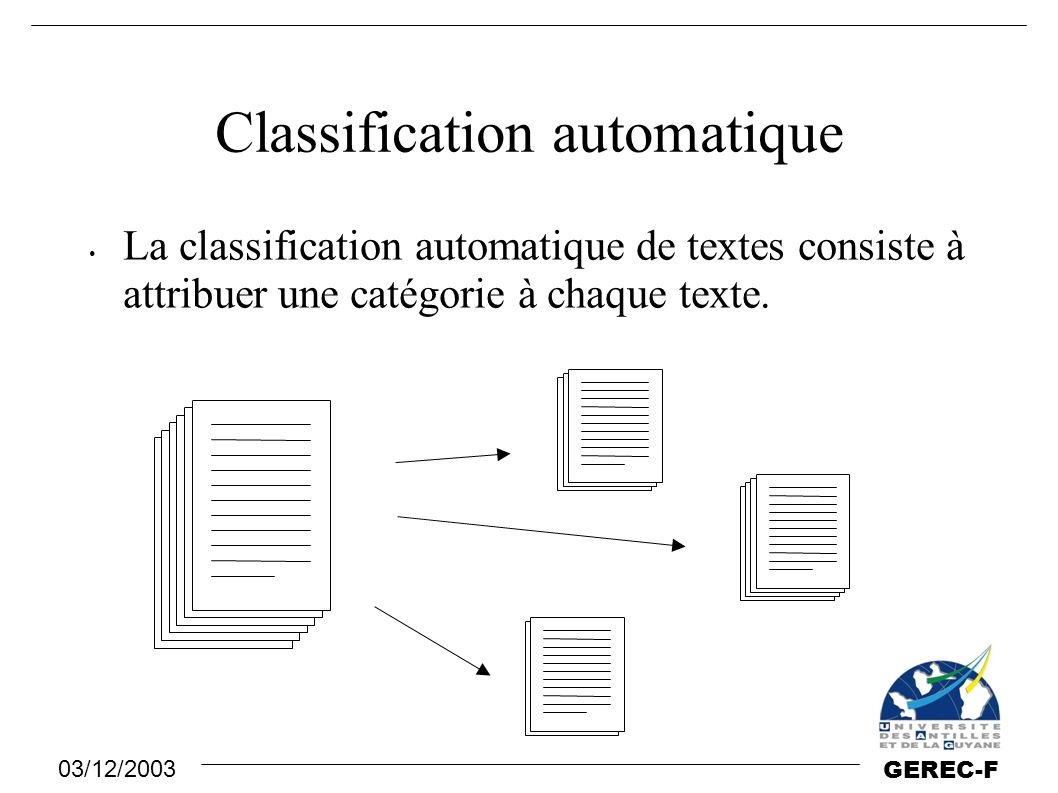 Classification automatique
• La classification automatique de textes consiste à
attribuer une catégorie à chaque texte.
UNIVERSITE
DES ANTILLES
ET DE LA GUYANE
03/12/2003
GEREC-F